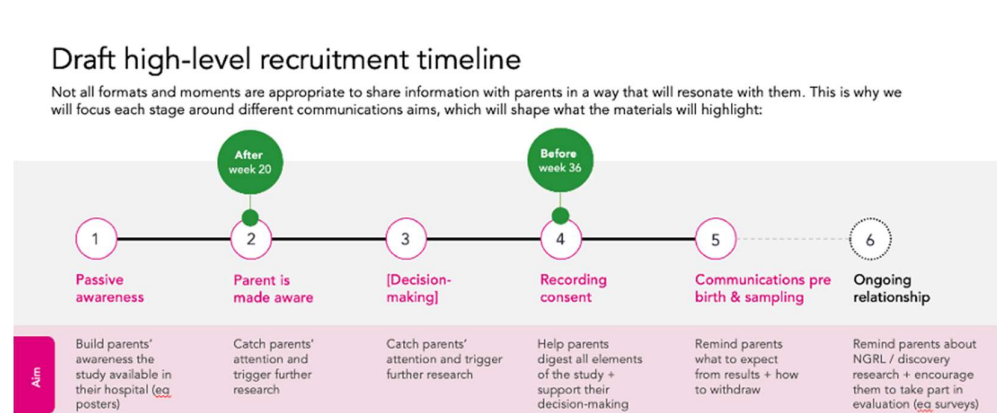 Draft high-level recruitment timeline
Not all formats and moments are appropriate to share information with parents in a way that will resonate with them. This is why we
will focus each stage around different communications aims, which will shape what the materials will highlight:
After
week 20
Before
week 36
1
2
3
4
5
6
Passive
awareness
Parent is
made aware
[Decision-
making]
Recording
consent
Communications pre
birth & sampling
Ongoing
relationship
Aim
Build parents'
awareness the
study available in
their hospital (eg
posters)
Catch parents'
attention and
trigger further
research
Catch parents'
attention and trigger
further research
Help parents
digest all elements
of the study +
support their
decision-making
Remind parents
what to expect
from results + how
to withdraw
Remind parents about
NGRL / discovery
research + encourage
them to take part in
evaluation (eg surveys)